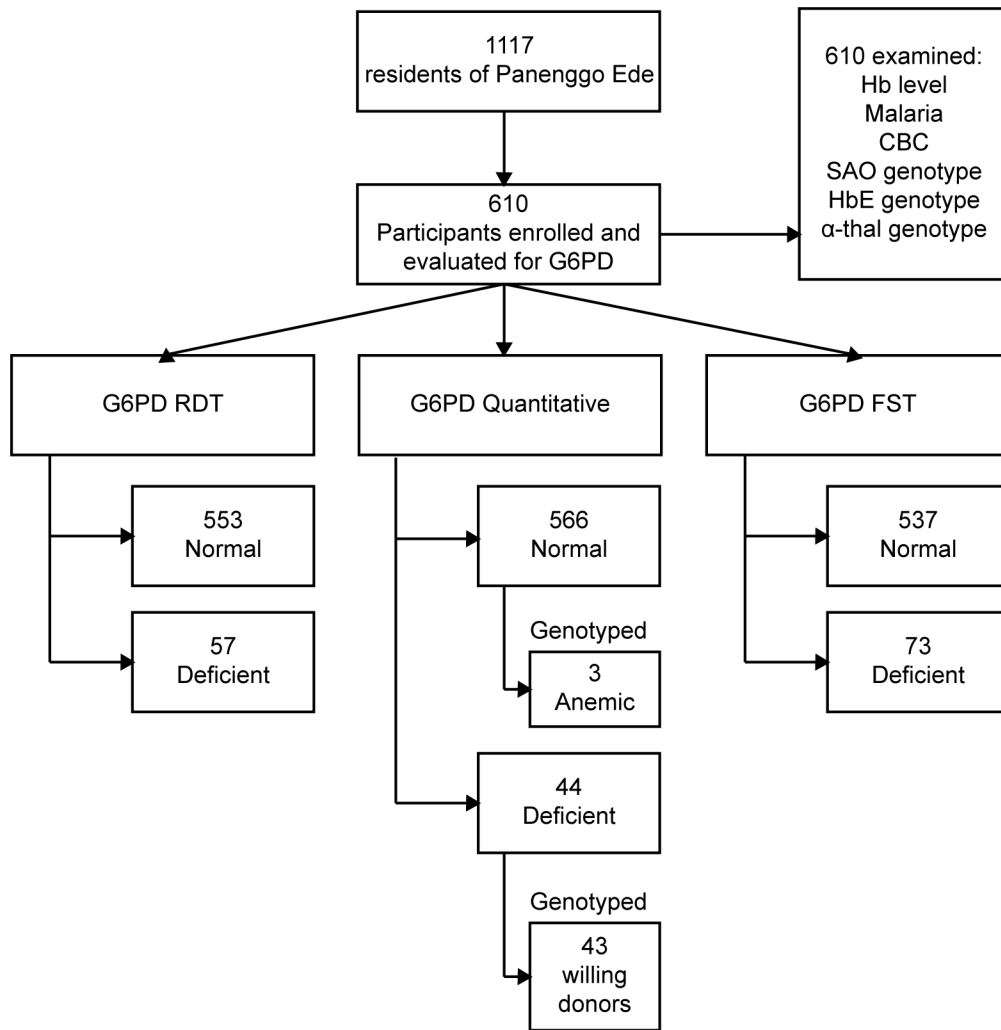 1117
residents of Panenggo Ede
610 examined:
Hb level
Malaria
CBC
SAO genotype
HbE genotype
α-thal genotype
610
Participants enrolled and
evaluated for G6PD
G6PD RDT
G6PD Quantitative
G6PD FST
553
Normal
566
Normal
537
Normal
57
Deficient
Genotyped
3
Anemic
73
Deficient
44
Deficient
Genotyped
43
willing
donors